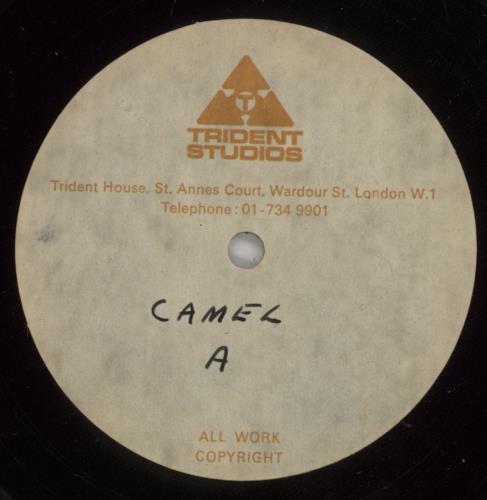 TRIDENT
STUDIOS
Trident House, St. Annes Court, Wardour St. London W.1
Telephone: 01-734 9901
CAMEL
A
ALL WORK
COPYRIGHT